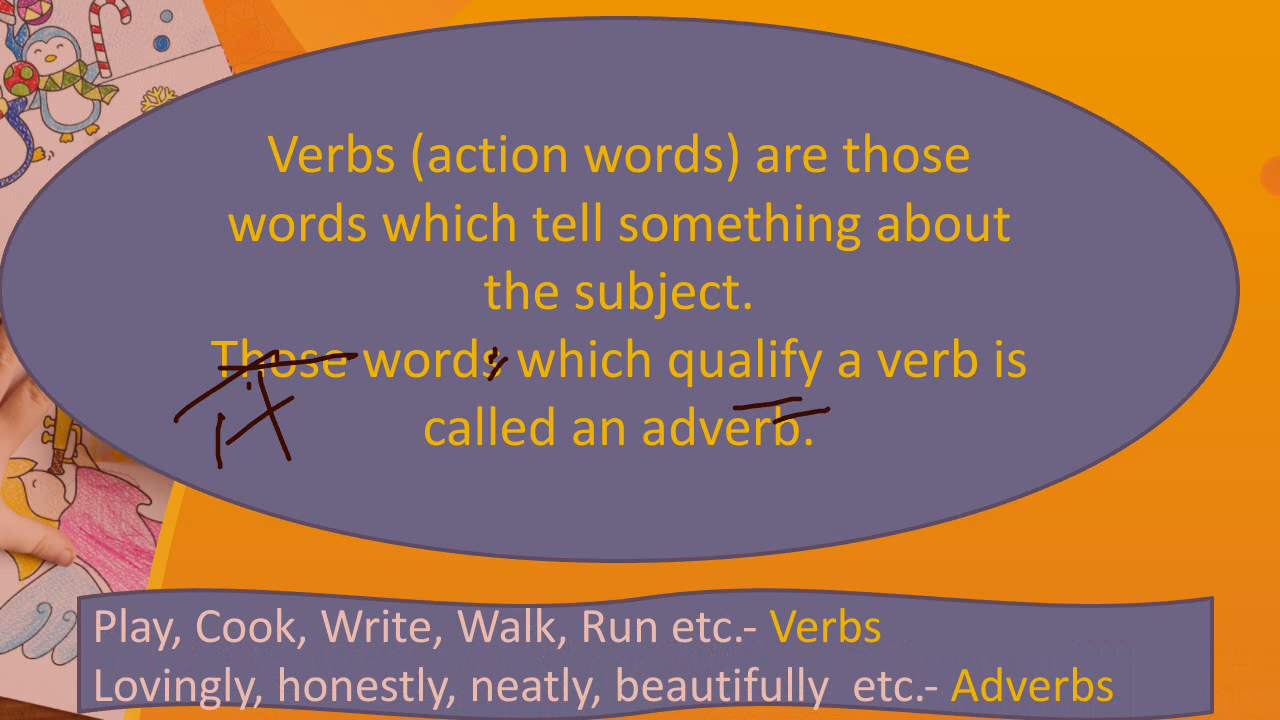 Verbs (action words) are those
words which tell something about
the subject.
Those words which qualify a verb is
called an adverb.
Play, Cook, Write, Walk, Run etc.- Verbs
Lovingly, honestly, neatly, beautifully etc.- Adverbs